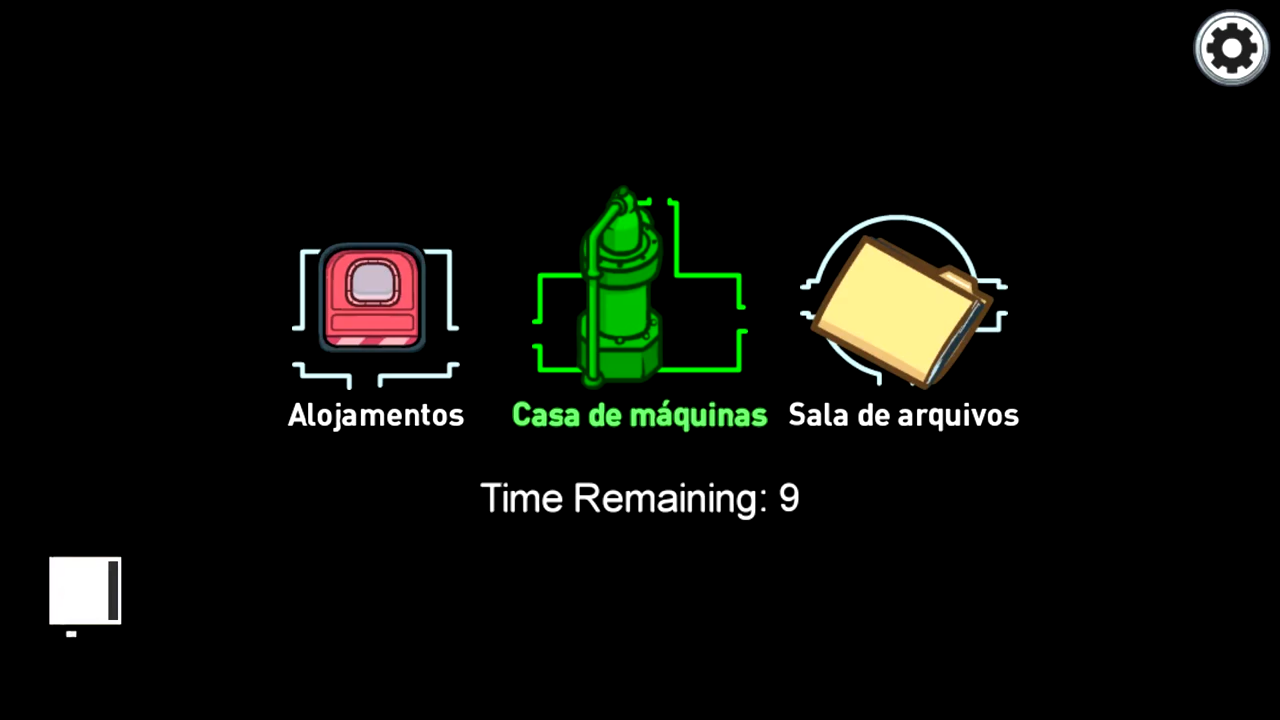 Alojamentos
Casa de máquinas
Sala de arquivos
Time Remaining: 9